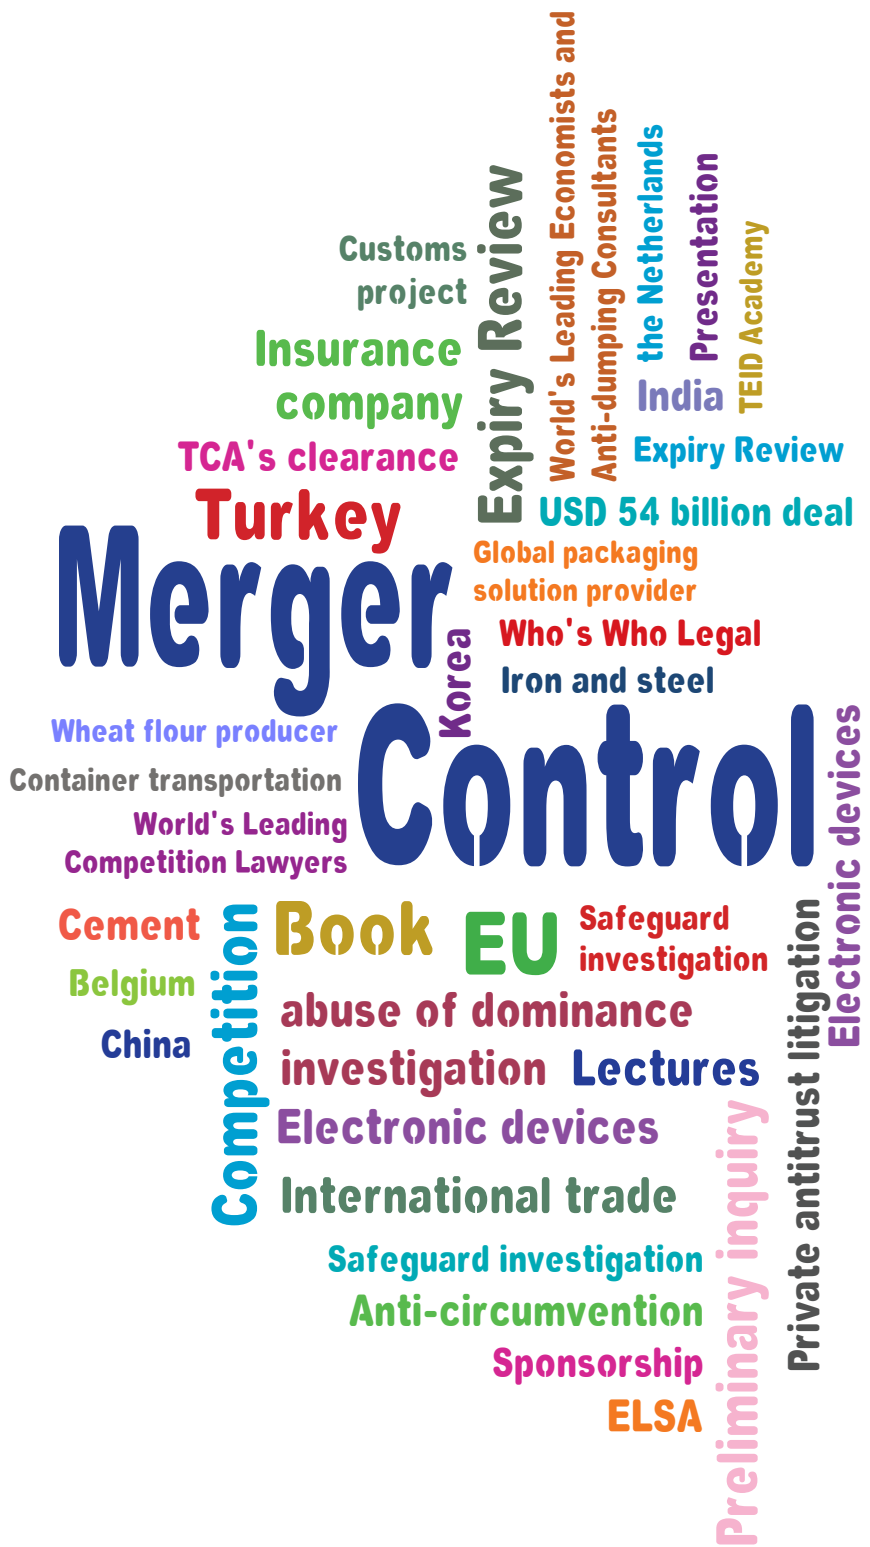 World's Leading Economists and
Anti-dumping Consultants
the Netherlands
Presentation
TEID Academy
Expiry Review
Customs
project
Insurance
company
India
TCA's clearance
Expiry Review
Turkey
USD 54 billion deal
Merger
Global packaging
solution provider
Who's Who Legal
Korea
Iron and steel
Wheat flour producer
Control
Electronic devices
Container transportation
World's Leading
Competition Lawyers
Cement
Competition
Book
EU
Safeguard
investigation
Private antitrust litigation
Belgium
abuse of dominance
investigation
China
Lectures
Electronic devices
Preliminary inquiry
International trade
Safeguard investigation
Anti-circumvention
Sponsorship
ELSA